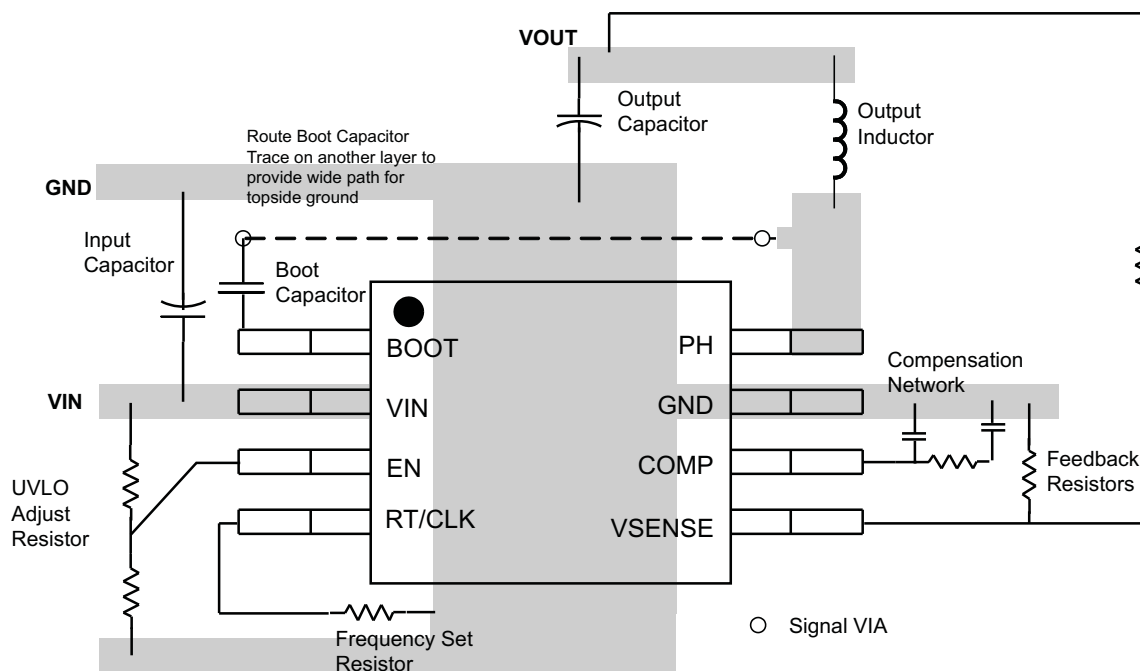 VOUT
Output
Capacitor
Output
Inductor
Route Boot Capacitor
Trace on another layer to
provide wide path for
topside ground
GND
Input
Capacitor
Boot
Capacitor
BOOT
PH
Compensation
Network
VIN
VIN
GND
EN
COMP
UVLO
Adjust
Resistor
Feedback
Resistors
RT/CLK
VSENSE
Frequency Set
Resistor
Signal VIA